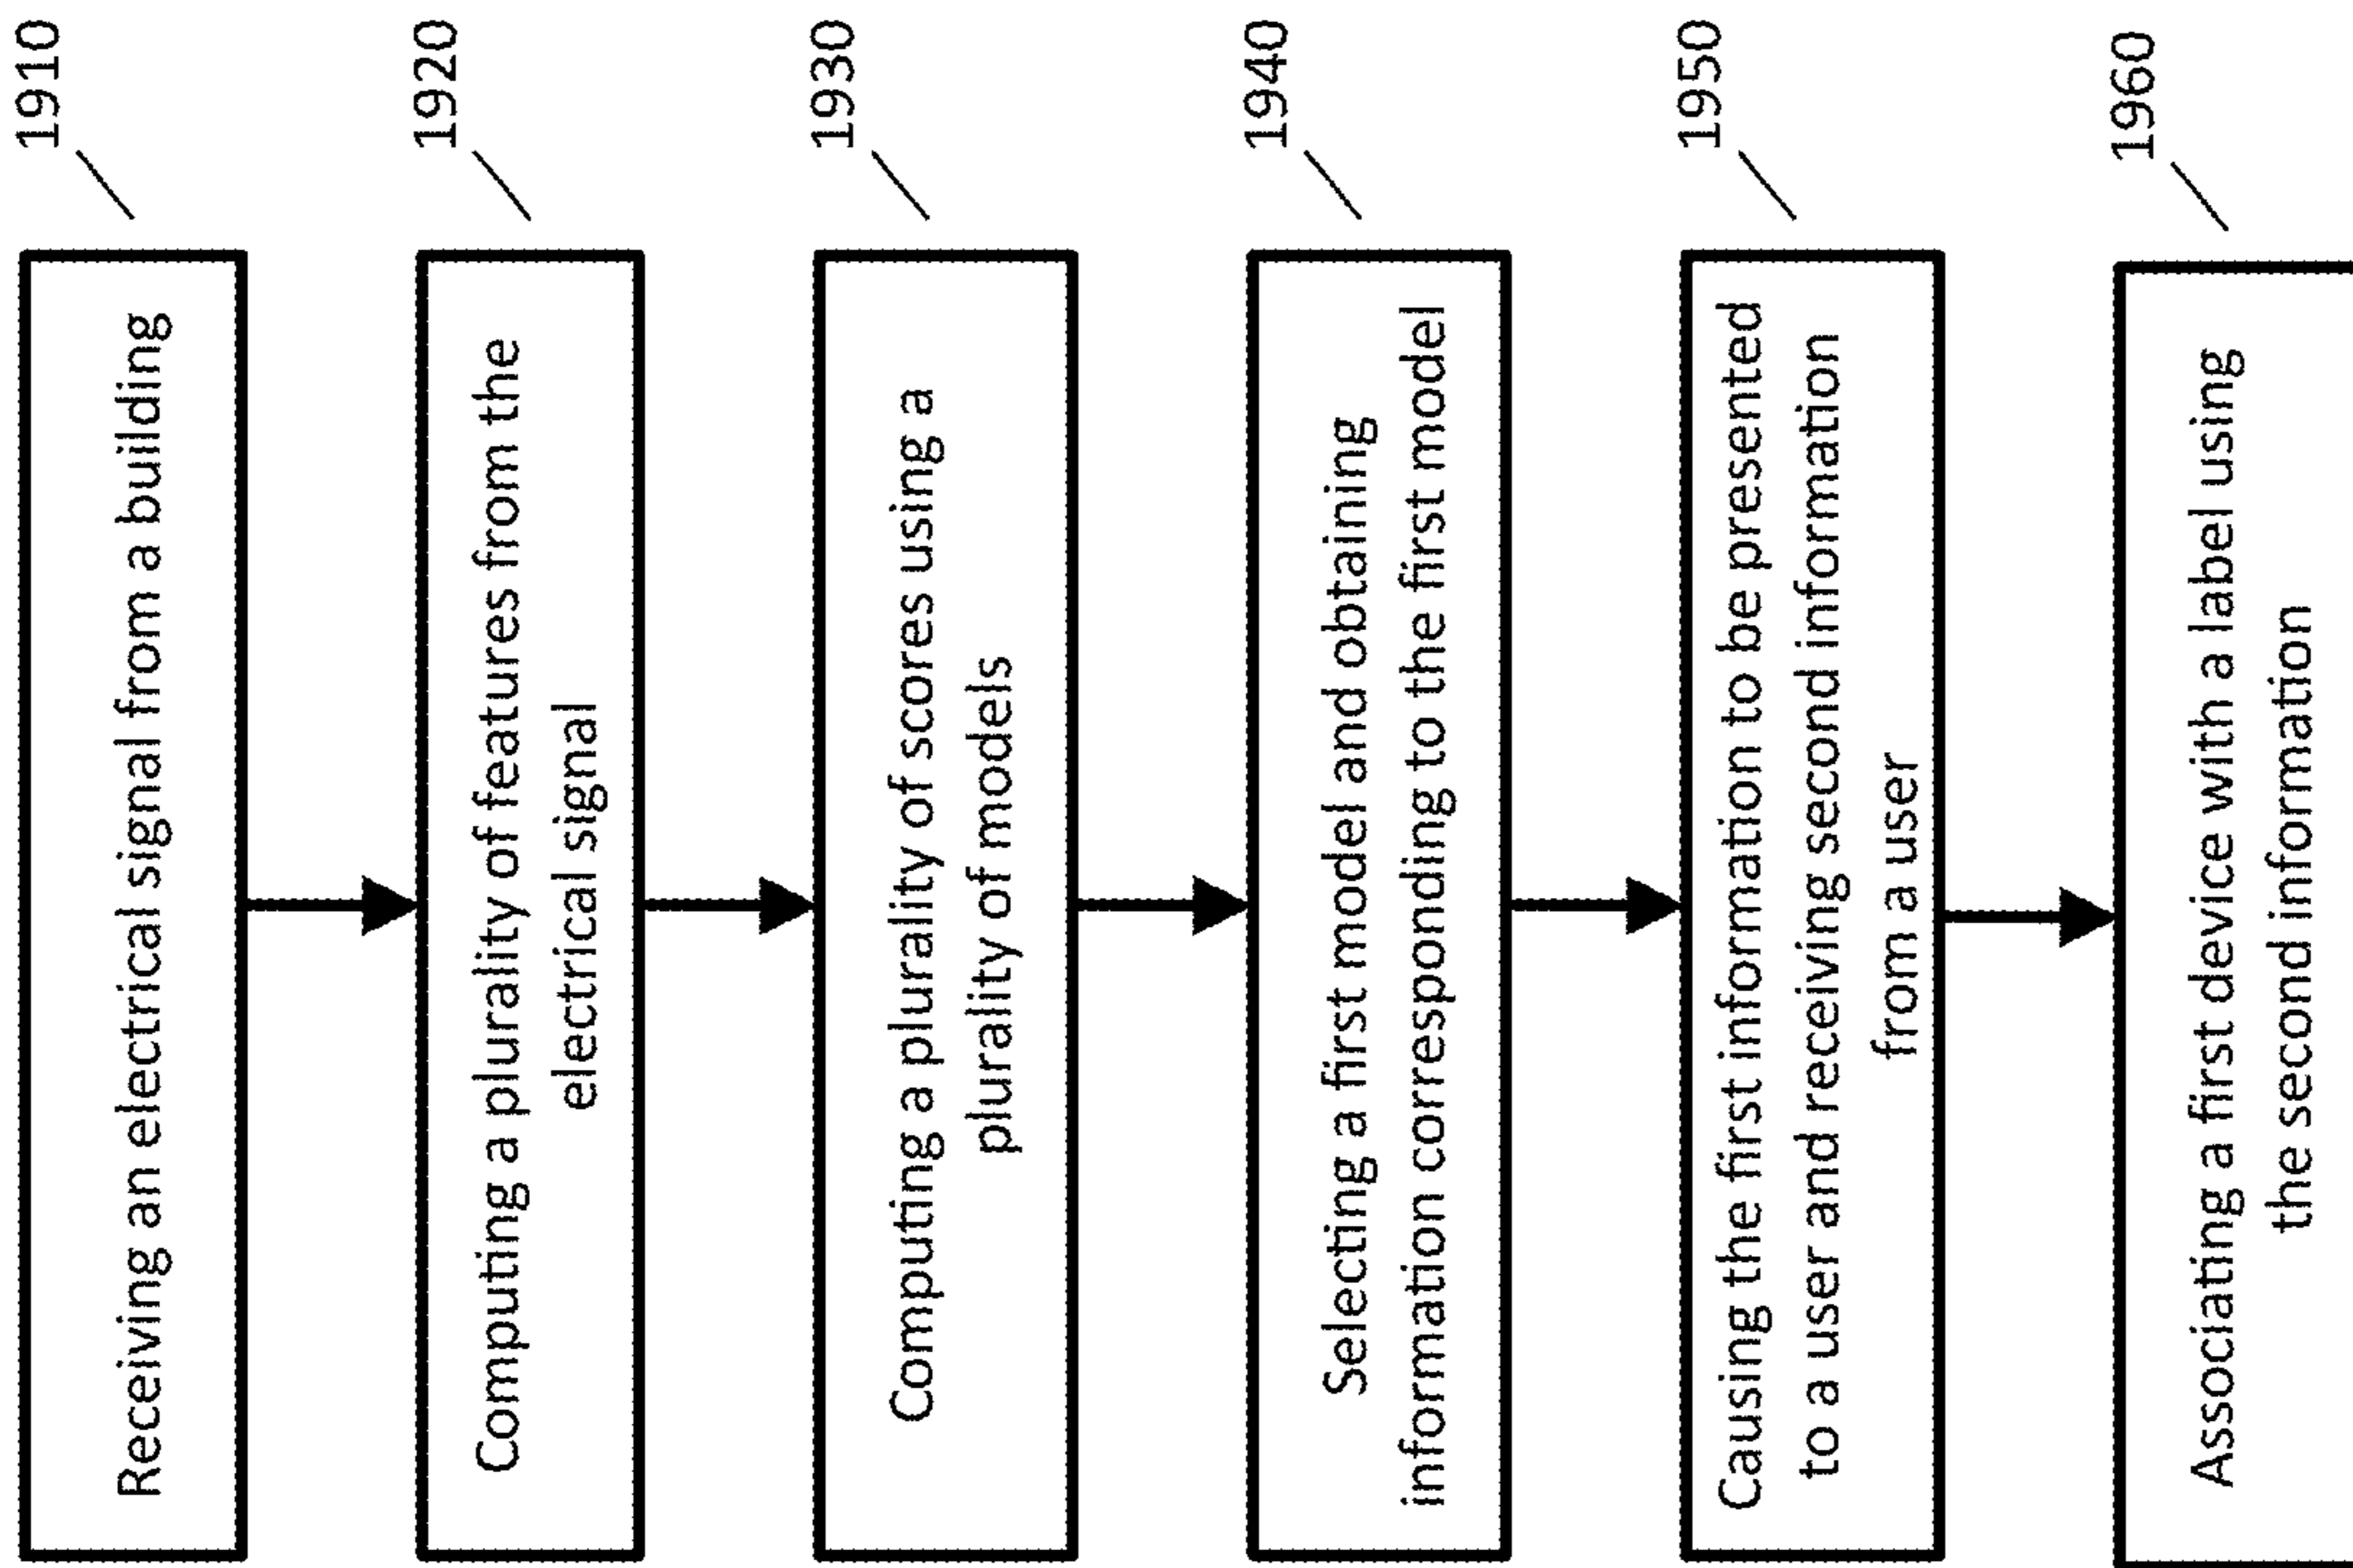 Receiving an electrical signal from a building
1910
Computing a plurality of features from the
electrical signal
1920
Computing a plurality of scores using a
plurality of models
1930
Selecting a first model and obtaining
information corresponding to the first model
1940
Causing the first information to be presented
to a user and receiving second information
from a user
1950
Associating a first device with a label using
the second information
1960